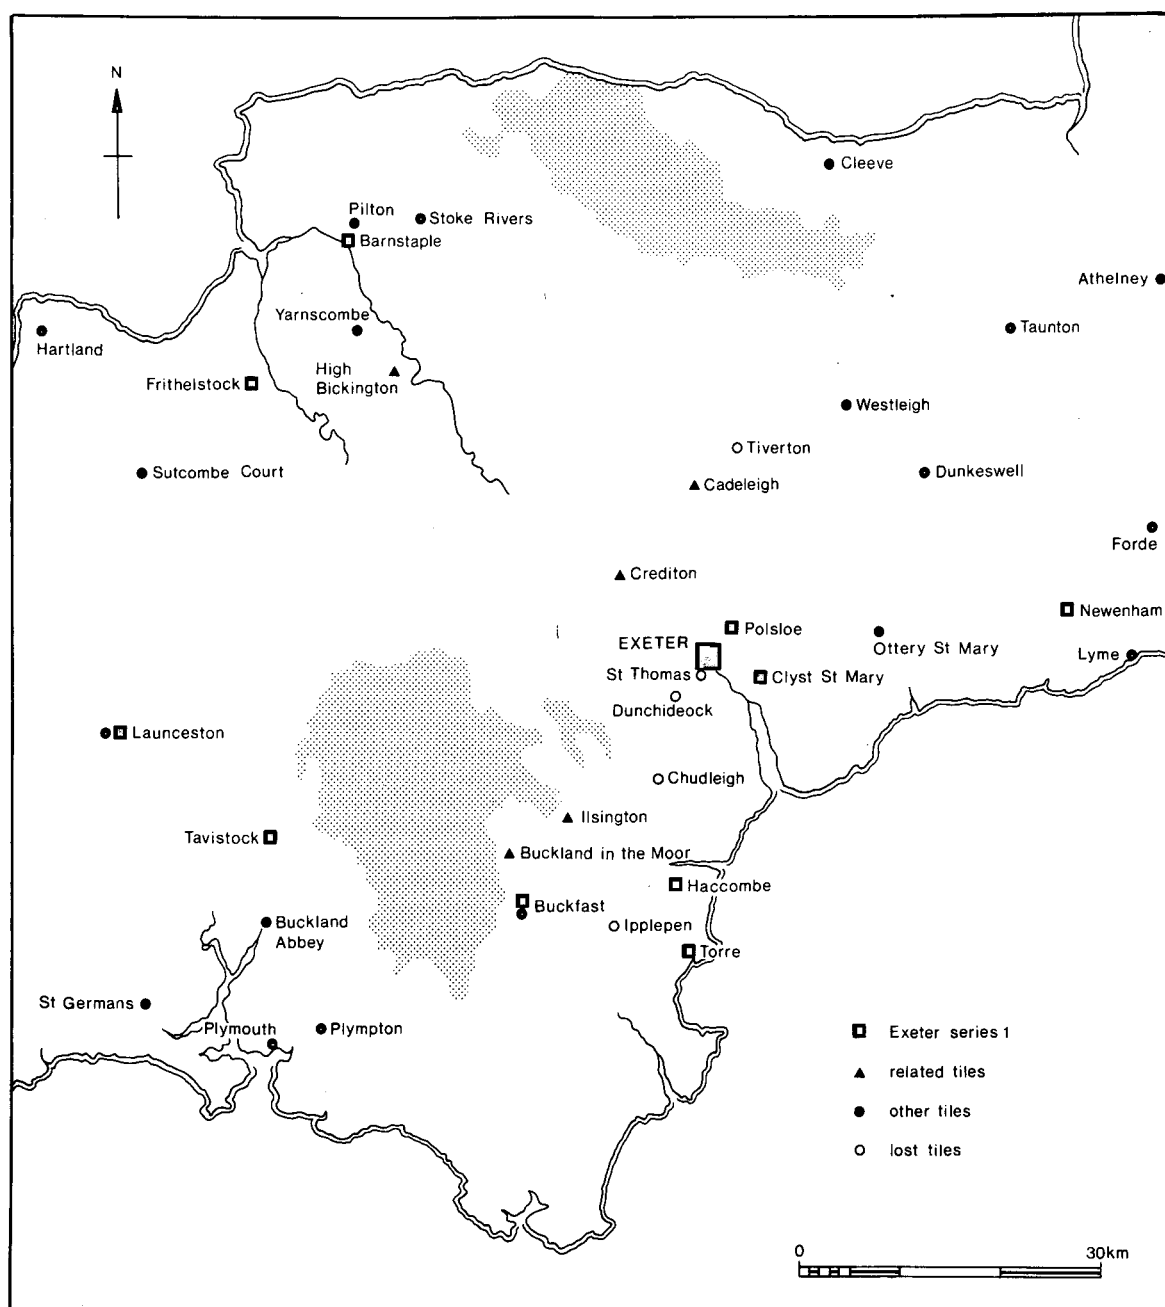 N
Cleeve
Pilton
Stoke Rivers
Barnstaple
Athelney
Yarnscombe
Taunton
Hartland
High
Bickington
Frithelstock
Westleigh
Tiverton
Sutcombe Court
Cadeleigh
Dunkeswell
Forde
Crediton
Newenham
Polsloe
EXETER
Ottery St Mary
Lyme
St Thomas
Clyst St Mary
Dunchideock
Launceston
Chudleigh
Ilsington
Tavistock
Buckland in the Moor
Haccombe
Buckfast
Buckland
Abbey
Ipplepen
Torre
St Germans
Plymouth
Plympton
Exeter series 1
related tiles
other tiles
lost tiles
0
30km